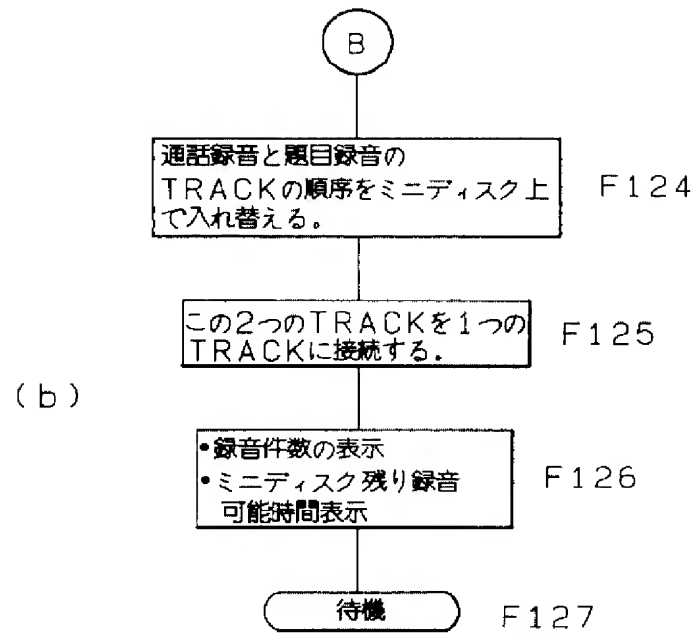 B
通話録音と題目録音の
TRACKの順序をミニディスク上
で入れ替える。
F124
この2つのTRACKを1つの
TRACKに接続する。
F125
(b)
•録音件数の表示
•ミニディスク残り録音
可能時間表示
F126
待機
F127